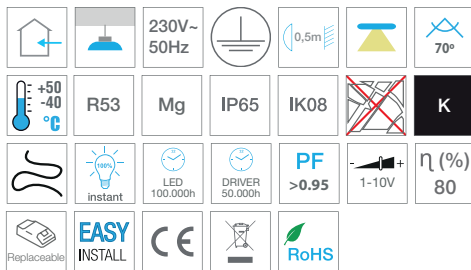 230V~
50Hz
0,5m
70º
+50
-40
°C
R53
Mg
IP65
IK08
K
100%
instant
LED
100.000h
DRIVER
50.000h
PF
>0.95
- +
1-10V
η (%)
80
Replaceable
EASY
INSTALL
CE
RoHS